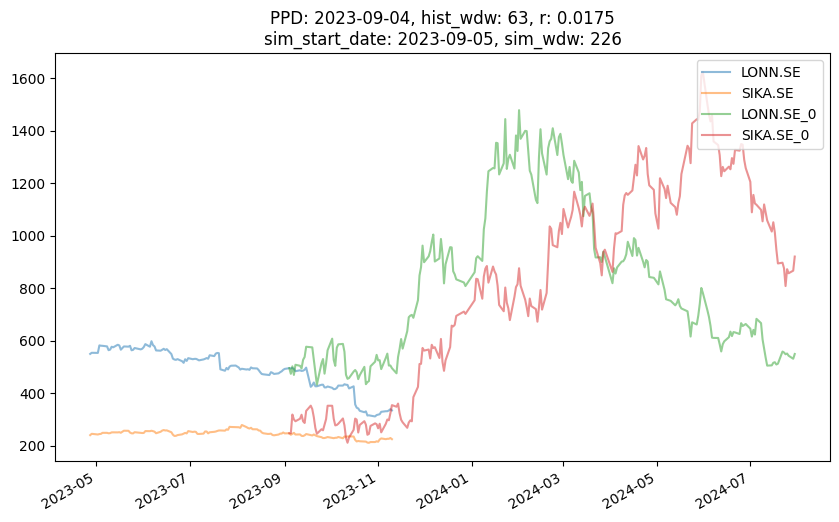 PPD: 2023-09-04, hist_wdw: 63, r: 0.0175
sim_start_date: 2023-09-05, sim_wdw: 226
LONN.SE
SIKA.SE
LONN.SE_0
SIKA.SE_0
1600
1400
1200
1000
800
600
400
200
2023-05
2023-07
2023-09
2023-11
2024-01
2024-03
2024-05
2024-07